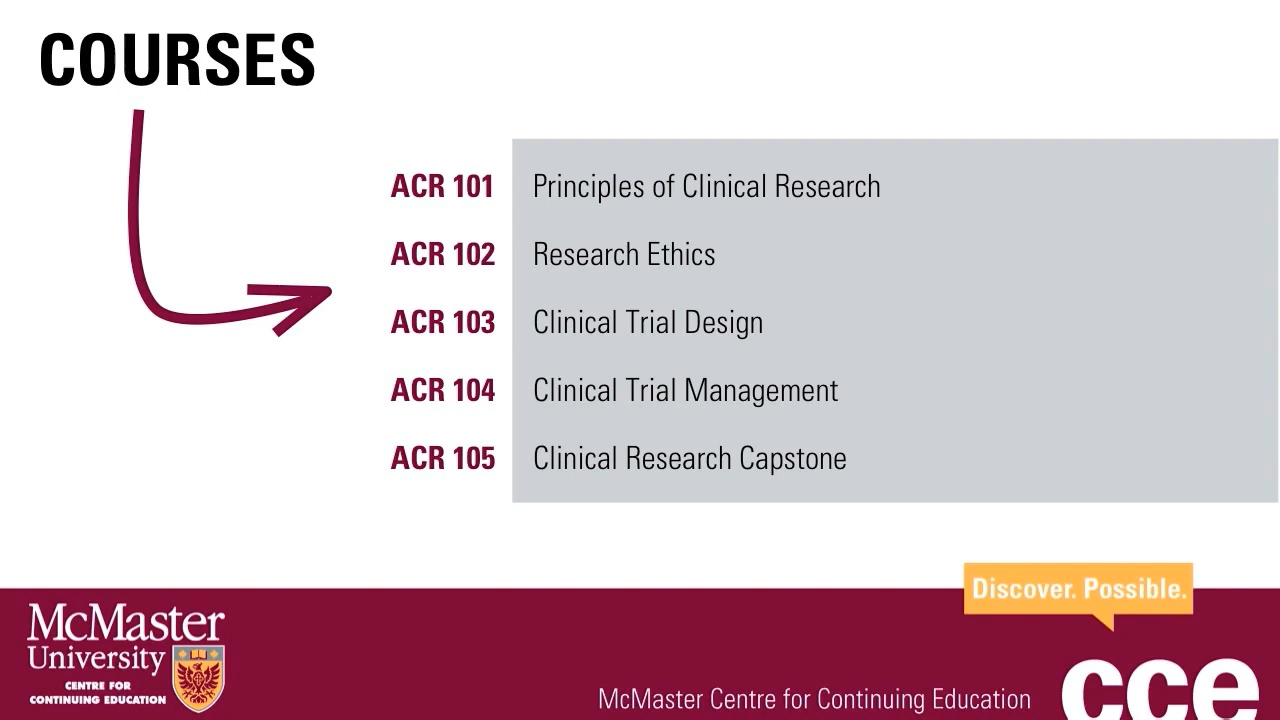 COURSES
ACR 101 Principles of Clinical Research
ACR 102 Research Ethics
ACR 103 Clinical Trial Design
ACR 104 Clinical Trial Management
ACR 105 Clinical Research Capstone
Discover. Possible.
McMaster
University
CENTRE FOR
CONTINUING EDUCATION
McMaster Centre for Continuing Education
cce